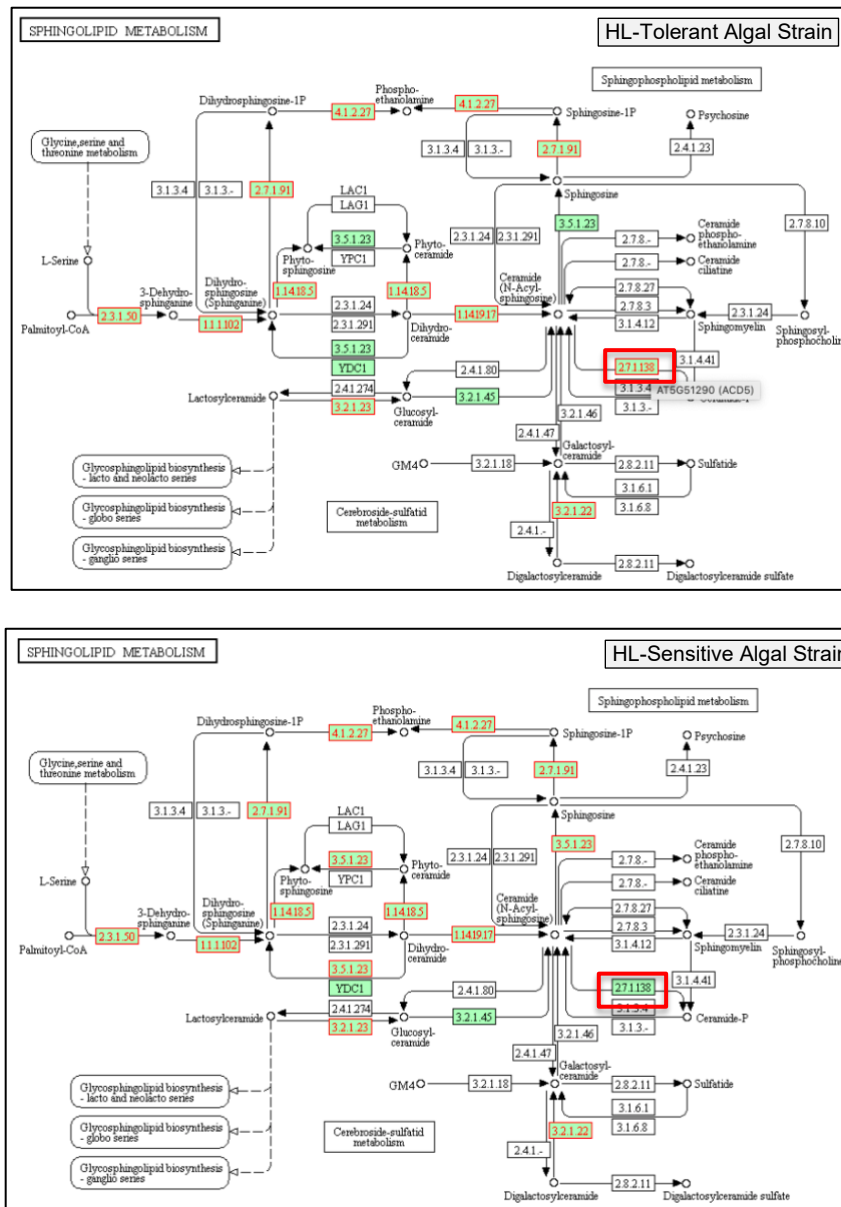 SPHINGOLIPID METABOLISM
HL-Tolerant Algal Strain
Sphingophospholipid metabolism
Dihydrosphingosine-1P
4.1.2.27
Phospho-
ethanolamine
4.1.2.27
Sphingosine-1P
Psychosine
Glycine,serine and
threonine metabolism
3.1.3.4
3.1.3.-
2.7.1.91
3.1.3.4
3.1.3.-
2.7.1.91
2.4.1.23
LAC1
LAG1
Sphingosine
3.5.1.23
YPC1
Phyto-
sphingosine
Phyto-
ceramide
2.3.1.24
2.3.1.291
3.5.1.23
2.7.8.-
Ceramide
phospho-
ethanolamine
2.7.8.10
L-Serine
2.7.8.-
Ceramide
ciliatine
3-Dehydro-
sphinganine
Dihydro-
sphingosine
(Sphinganine)
1.14.18.5
1.14.18.5
Ceramide
(N-Acyl-
sphingosine)
2.7.8.27
Palmitoyl-CoA
2.3.1.50
1.1.1.102
2.3.1.24
2.3.1.291
Dihydro-
ceramide
1.14.19.17
2.7.8.3
3.1.4.12
Sphingomyelin
2.3.1.24
Sphingosyl-
phosphocholine
3.5.1.23
YDC1
2.7.1.138
3.1.4.41
2.4.1.80
3.1.3.4
AT5G51290 (ACD5)
3.1.3.-
Lactosylceramide
2.4.1.274
3.2.1.23
Glucosyl-
ceramide
3.2.1.45
3.2.1.46
2.4.1.47
Galactosyl-
ceramide
Glycosphingolipid biosynthesis
- lacto and neolacto series
GM4
3.2.1.18
2.8.2.11
Sulfatide
3.1.6.1
3.1.6.8
Glycosphingolipid biosynthesis
- globo series
Cerebroside-sulfatid
metabolism
3.2.1.22
2.4.1.-
Glycosphingolipid biosynthesis
- ganglio series
Digalactosylceramide
2.8.2.11
Digalactosylceramide sulfate
SPHINGOLIPID METABOLISM
HL-Sensitive Algal Strain
Sphingophospholipid metabolism
Dihydrosphingosine-1P
4.1.2.27
Phospho-
ethanolamine
4.1.2.27
Sphingosine-1P
Psychosine
Glycine,serine and
threonine metabolism
3.1.3.4
3.1.3.-
2.7.1.91
3.1.3.4
3.1.3.-
2.7.1.91
2.4.1.23
LAC1
LAG1
Sphingosine
3.5.1.23
YPC1
Phyto-
sphingosine
Phyto-
ceramide
2.3.1.24
2.3.1.291
3.5.1.23
2.7.8.-
Ceramide
phospho-
ethanolamine
2.7.8.10
L-Serine
2.7.8.-
Ceramide
ciliatine
3-Dehydro-
sphinganine
Dihydro-
sphingosine
(Sphinganine)
1.14.18.5
1.14.18.5
Ceramide
(N-Acyl-
sphingosine)
2.7.8.27
Palmitoyl-CoA
2.3.1.50
1.1.1.102
2.3.1.24
2.3.1.291
Dihydro-
ceramide
1.14.19.17
2.7.8.3
3.1.4.12
Sphingomyelin
2.3.1.24
Sphingosyl-
phosphocholine
3.5.1.23
YDC1
2.7.1.138
3.1.4.41
2.4.1.80
3.1.3.4
3.1.3.-
Ceramide-P
Lactosylceramide
2.4.1.274
3.2.1.23
Glucosyl-
ceramide
3.2.1.45
3.2.1.46
2.4.1.47
Galactosyl-
ceramide
Glycosphingolipid biosynthesis
- lacto and neolacto series
GM4
3.2.1.18
2.8.2.11
Sulfatide
3.1.6.1
3.1.6.8
Glycosphingolipid biosynthesis
- globo series
Cerebroside-sulfatid
metabolism
3.2.1.22
2.4.1.-
Glycosphingolipid biosynthesis
- ganglio series
Digalactosylceramide
2.8.2.11
Digalactosylceramide sulfate